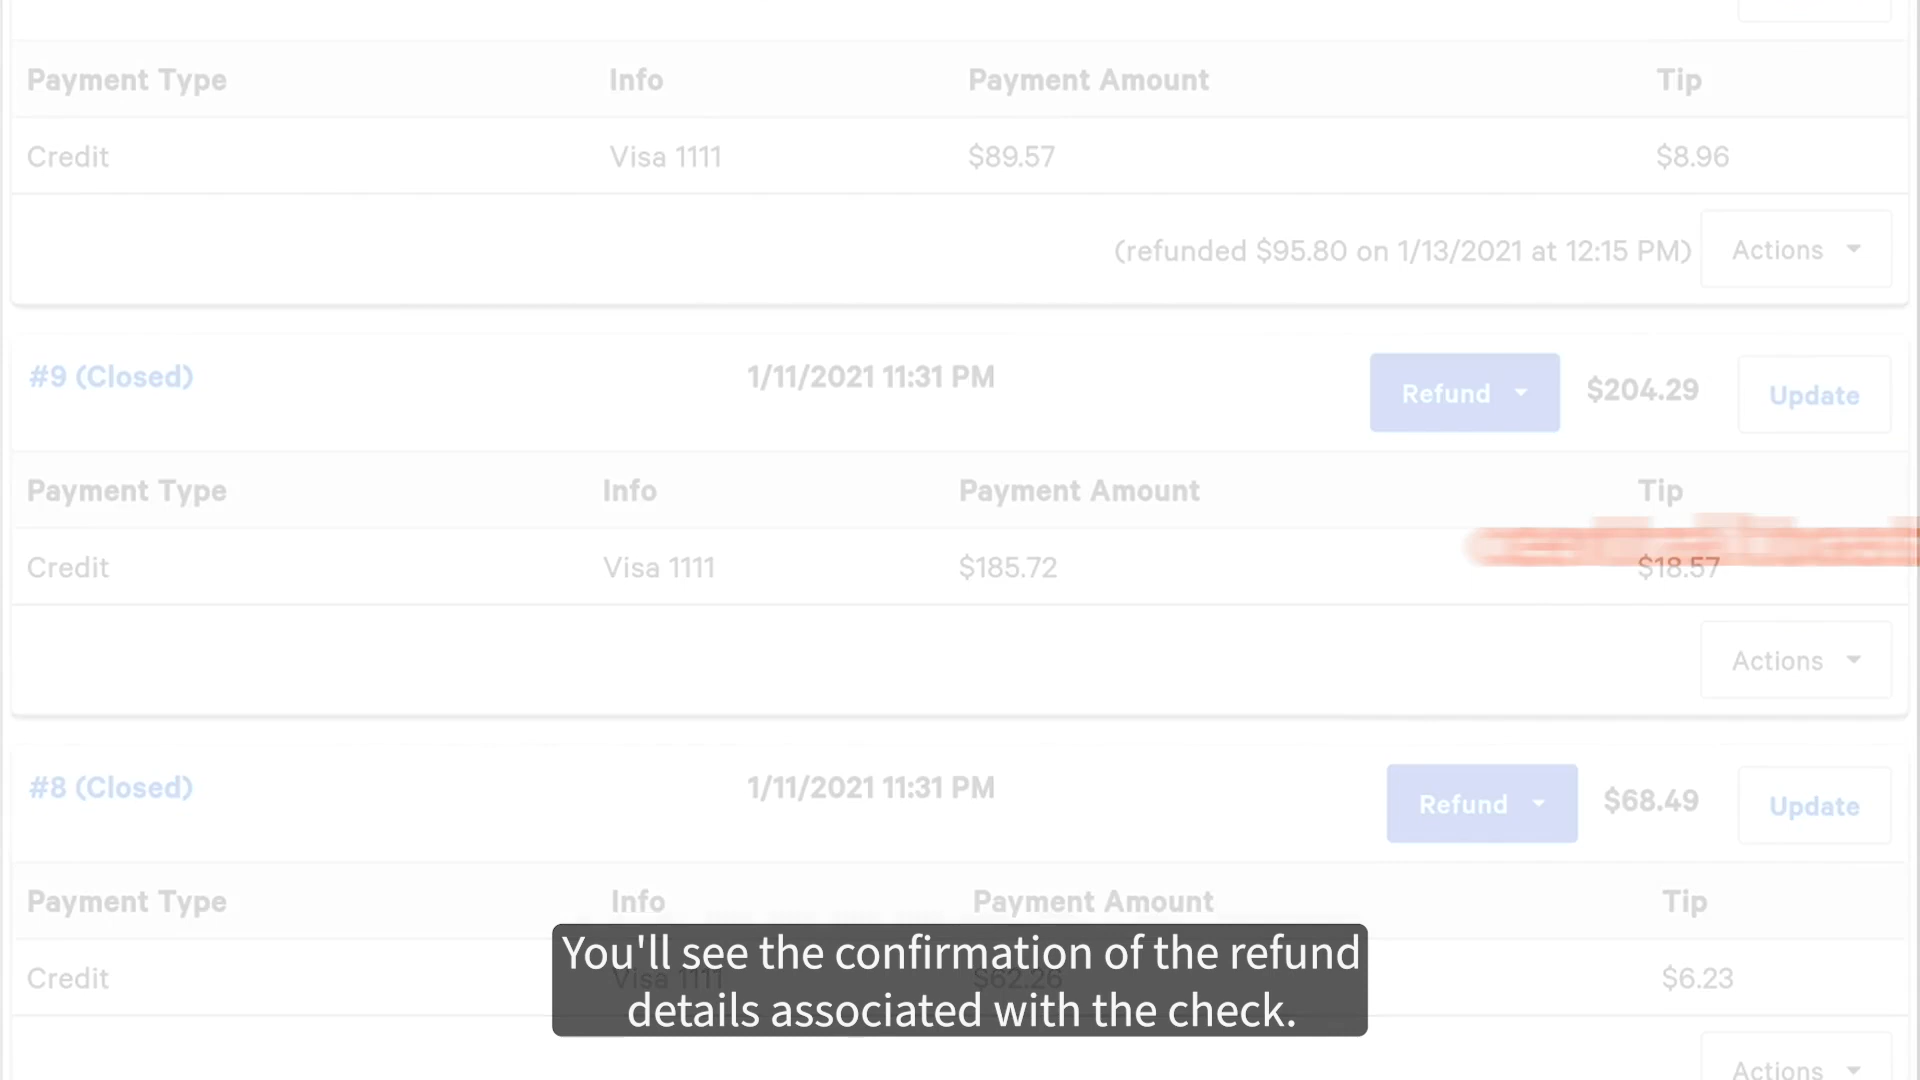 Payment Type Info Payment Amount Tip
Credit Visa 1111 $89.57 $8.96
(refunded $95.80 on 1/13/2021 at 12:15 PM) Actions
#9 (Closed) 1/11/2021 11:31 PM Refund $204.29 Update
Payment Type Info Payment Amount Tip
Credit Visa 1111 $185.72 $18.57
Actions
#8 (Closed) 1/11/2021 11:31 PM Refund $68.49 Update
Payment Type Info Payment Amount Tip
Credit Visa 1111 $62.26 $6.23
You'll see the confirmation of the refund
details associated with the check.
Actions